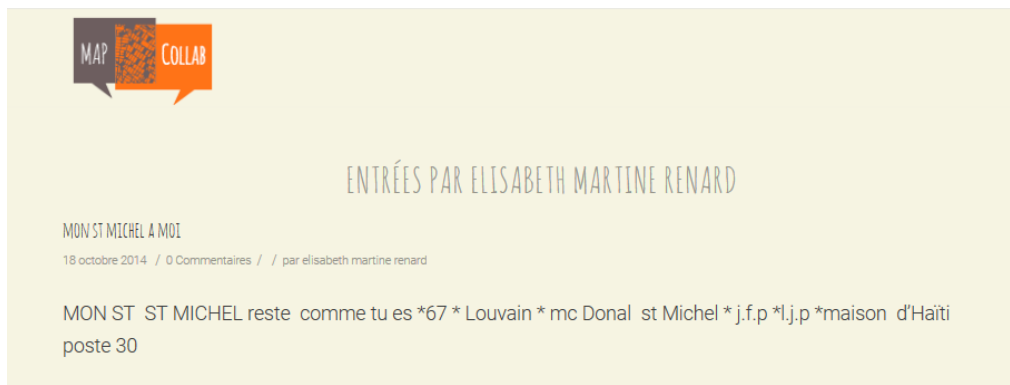 MAP COLLAB
ENTRÉES PAR ELISABETH MARTINE RENARD
MON ST MICHEL A MOI
18 octobre 2014 / 0 Commentaires / / par elisabeth martine renard
MON ST ST MICHEL reste comme tu es *67 * Louvain * mc Donal st Michel * j.f.p *l.j.p *maison d’Haïti
poste 30